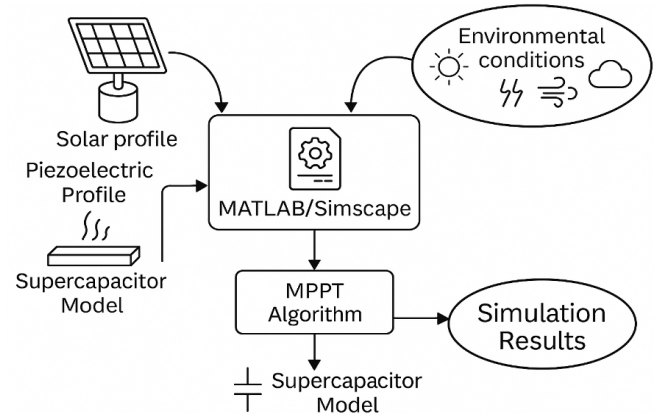 Environmental
conditions
Solar profile
Piezoelectric
Profile
MATLAB/Simscape
Supercapacitor
Model
MPPT
Algorithm
Simulation
Results
Supercapacitor
Model